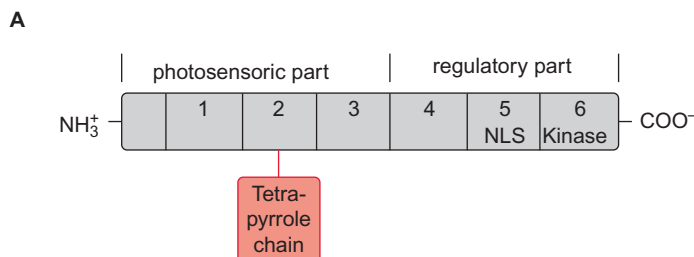 A
photosensoric part
regulatory part
NH₃⁺
1
2
3
4
5
6
NLS
Kinase
COO⁻
Tetra-
pyrrole
chain